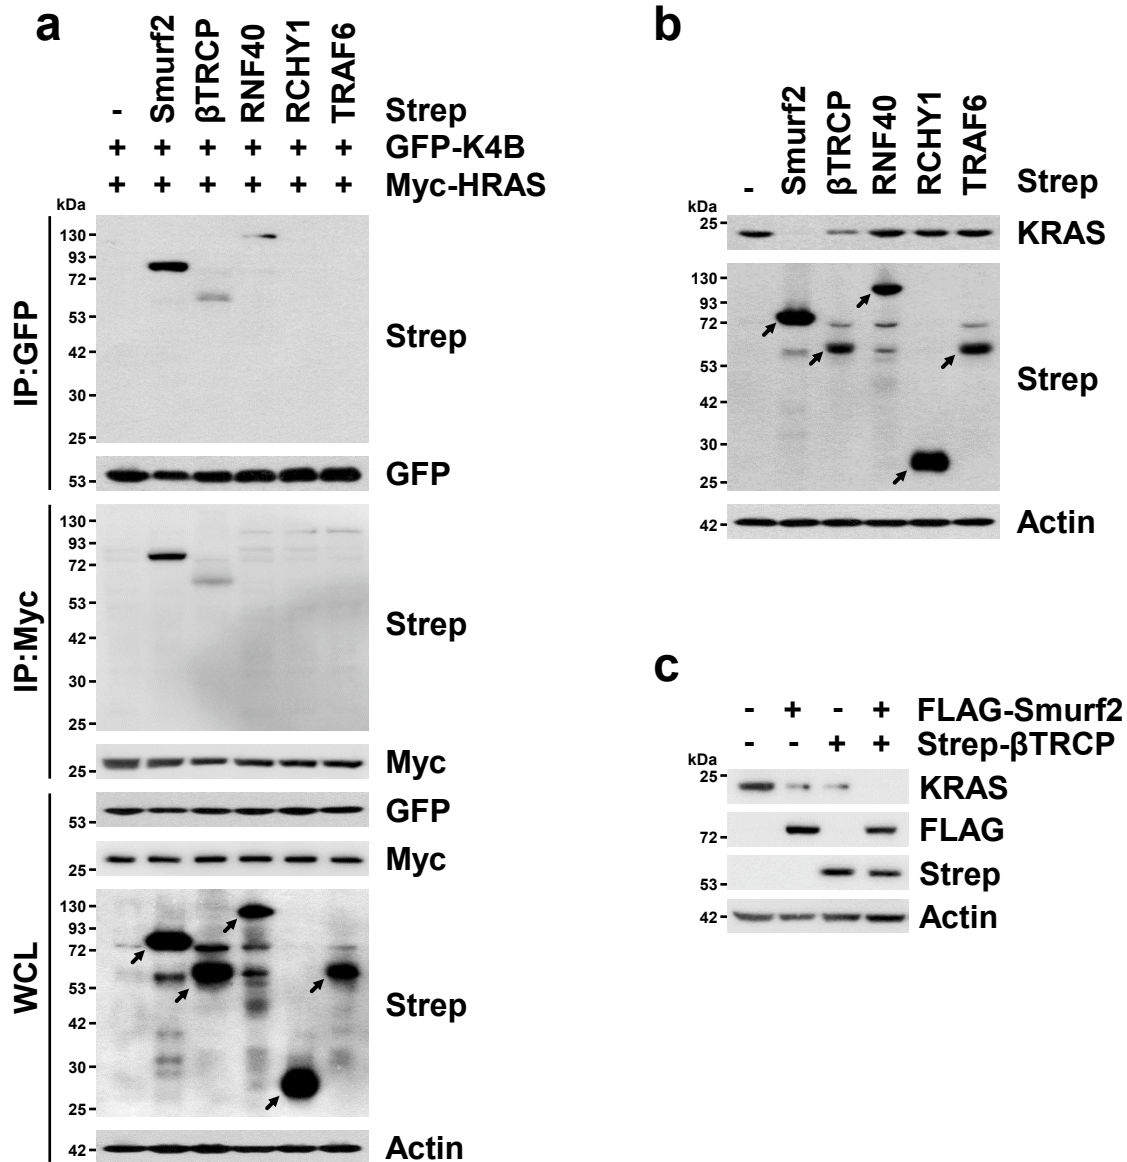 a
- Smurf2 βTRCP RNF40 RCHY1 TRAF6 Strep
+ + + + + + GFP-K4B
+ + + + + + Myc-HRAS
kDa
IP:GFP
130
93
72
53
42
30
25
Strep
53
GFP
IP:Myc
130
93
72
53
42
30
25
Strep
25
Myc
WCL
53
GFP
25
Myc
130
93
72
53
42
30
25
Strep
42
Actin
b
- Smurf2 βTRCP RNF40 RCHY1 TRAF6 Strep
kDa
25
KRAS
130
93
72
53
42
30
25
Strep
42
Actin
c
- + - + FLAG-Smurf2
- - + + Strep-βTRCP
kDa
25
KRAS
72
FLAG
53
Strep
42
Actin